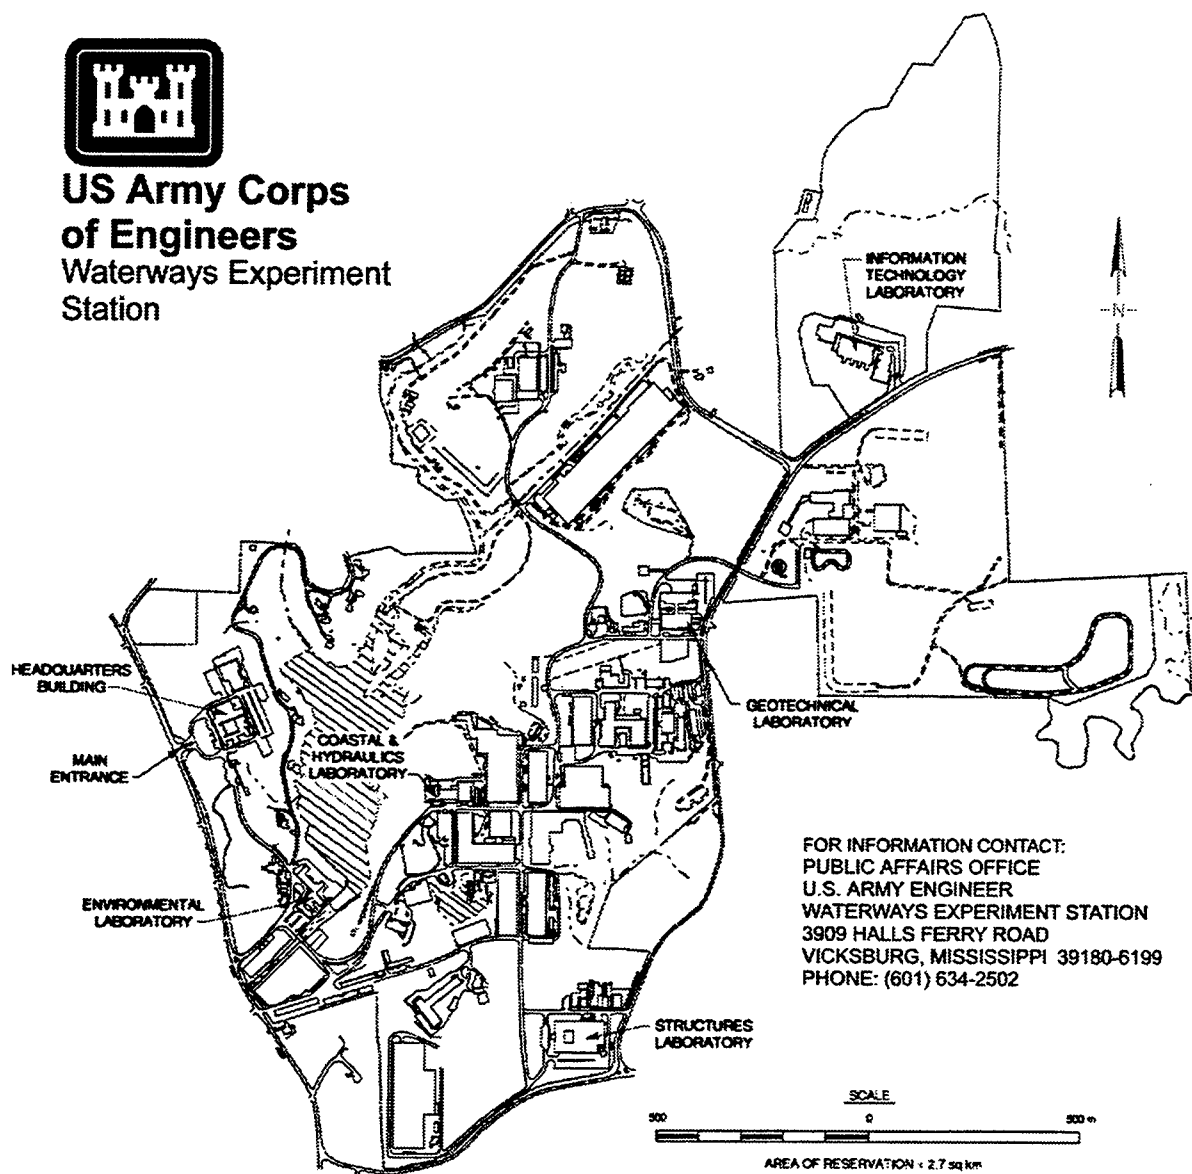 US Army Corps
of Engineers
Waterways Experiment
Station
INFORMATION
TECHNOLOGY
LABORATORY
N
HEADQUARTERS
BUILDING
MAIN
ENTRANCE
COASTAL &
HYDRAULICS
LABORATORY
GEOTECHNICAL
LABORATORY
ENVIRONMENTAL
LABORATORY
FOR INFORMATION CONTACT:
PUBLIC AFFAIRS OFFICE
U.S. ARMY ENGINEER
WATERWAYS EXPERIMENT STATION
3909 HALLS FERRY ROAD
VICKSBURG, MISSISSIPPI 39180-6199
PHONE: (601) 634-2502
STRUCTURES
LABORATORY
SCALE
500 0 500 m
AREA OF RESERVATION = 2.7 sq km